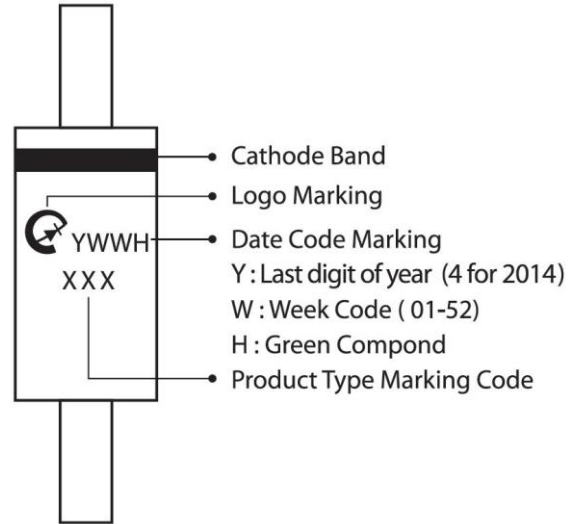 Cathode Band
Logo Marking
YWWH
Date Code Marking
XXX
Y : Last digit of year (4 for 2014)
W : Week Code ( 01-52)
H : Green Compond
Product Type Marking Code